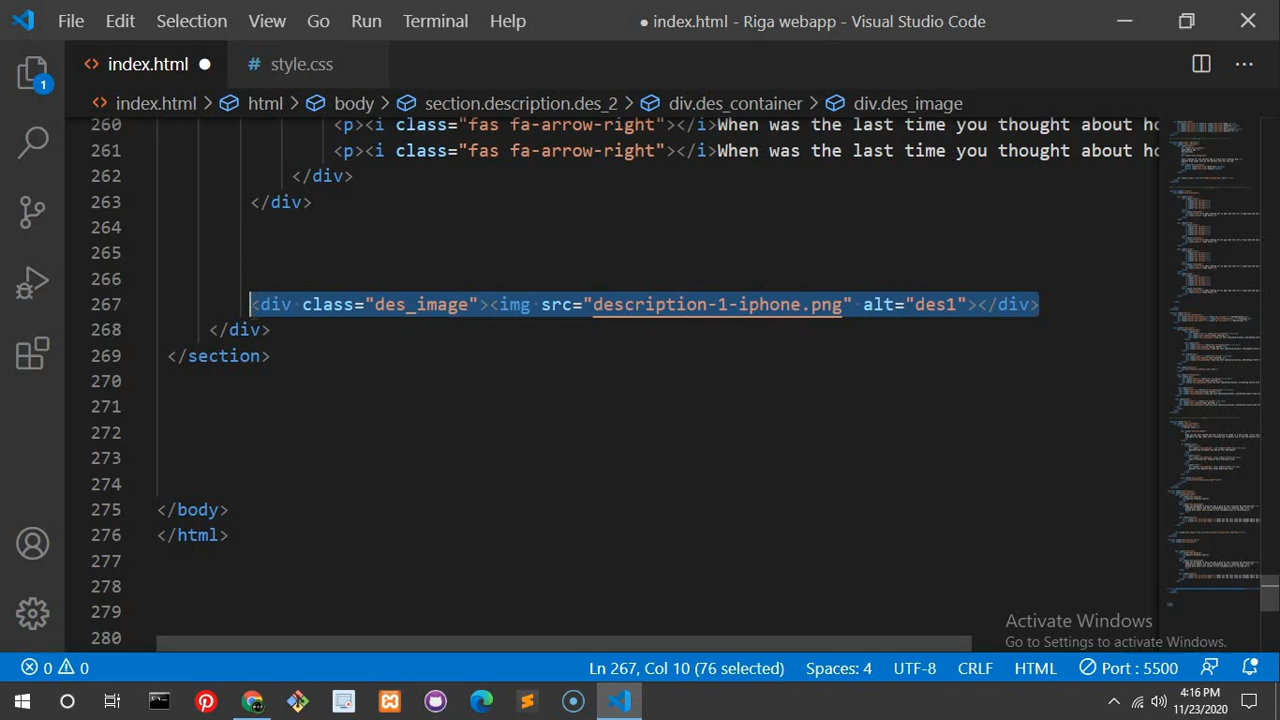 File Edit Selection View Go Run Terminal Help ● index.html - Riga webapp - Visual Studio Code
<> index.html ● # style.css
<> index.html > html > body > section.description.des_2 > div.des_container > div.des_image
1
260 <p><i class="fas fa-arrow-right"></i>When was the last time you thought about ho
261 <p><i class="fas fa-arrow-right"></i>When was the last time you thought about ho
262 </div>
263 </div>
264
265
266
267 <div class="des_image"><img src="description-1-iphone.png" alt="des1"></div>
268 </div>
269 </section>
270
271
272
273
274
275 </body>
276 </html>
277
278
279
280
Activate Windows
Go to Settings to activate Windows.
0 0 Ln 267, Col 10 (76 selected) Spaces: 4 UTF-8 CRLF HTML Port : 5500
4:16 PM
11/23/2020